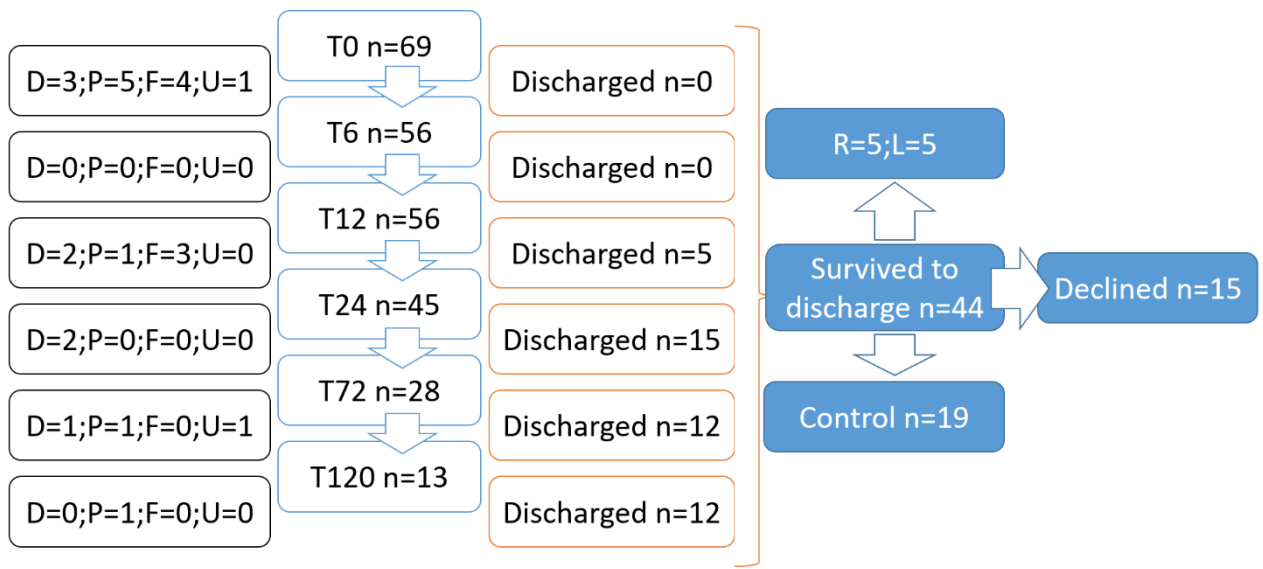 T0 n=69
D=3;P=5;F=4;U=1
Discharged n=0
T6 n=56
D=0;P=0;F=0;U=0
Discharged n=0
T12 n=56
D=2;P=1;F=3;U=0
Discharged n=5
T24 n=45
D=2;P=0;F=0;U=0
Discharged n=15
T72 n=28
D=1;P=1;F=0;U=1
Discharged n=12
T120 n=13
D=0;P=1;F=0;U=0
Discharged n=12
R=5;L=5
Survived to
discharge n=44
Declined n=15
Control n=19